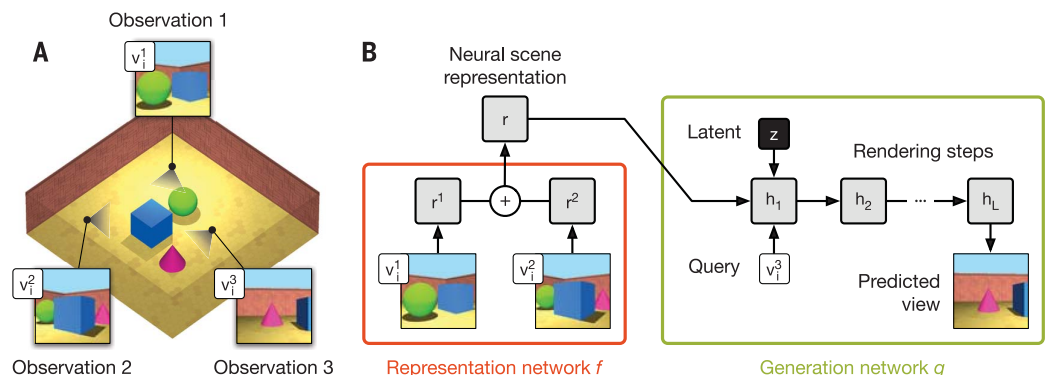 Observation 1
A
v_i^1
v_i^2
v_i^3
Observation 2
Observation 3
B
Neural scene
representation
r
r^1
+
r^2
v_i^1
v_i^2
Representation network f
Latent
z
Rendering steps
h_1
h_2
...
h_L
Query
v_i^3
Predicted
view
Generation network g